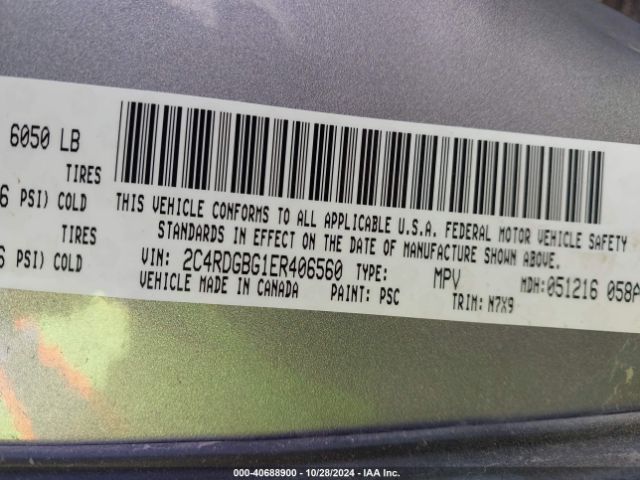 6050 LB
TIRES
6 PSI) COLD
TIRES
6 PSI) COLD
THIS VEHICLE CONFORMS TO ALL APPLICABLE U.S.A. FEDERAL MOTOR VEHICLE SAFETY
STANDARDS IN EFFECT ON THE DATE OF MANUFACTURE SHOWN ABOVE.
VIN: 2C4RDGBG1ER406560 TYPE: MPV MDH: 051216 058A
VEHICLE MADE IN CANADA PAINT: PSC TRIM: N7X9
000-40688900 | 10/28/2024 | IAA Inc.